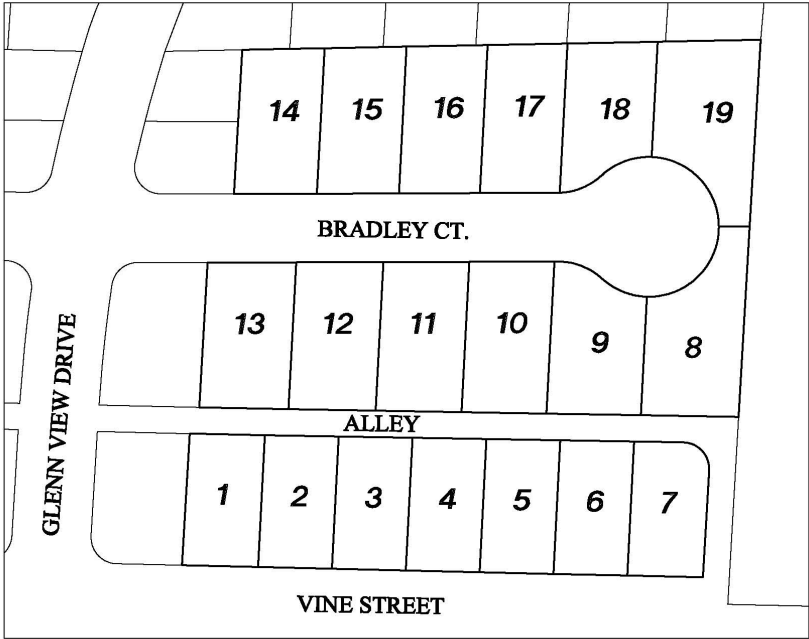 14 15 16 17 18 19
BRADLEY CT.
13 12 11 10 9 8
ALLEY
GLENN VIEW DRIVE
1 2 3 4 5 6 7
VINE STREET